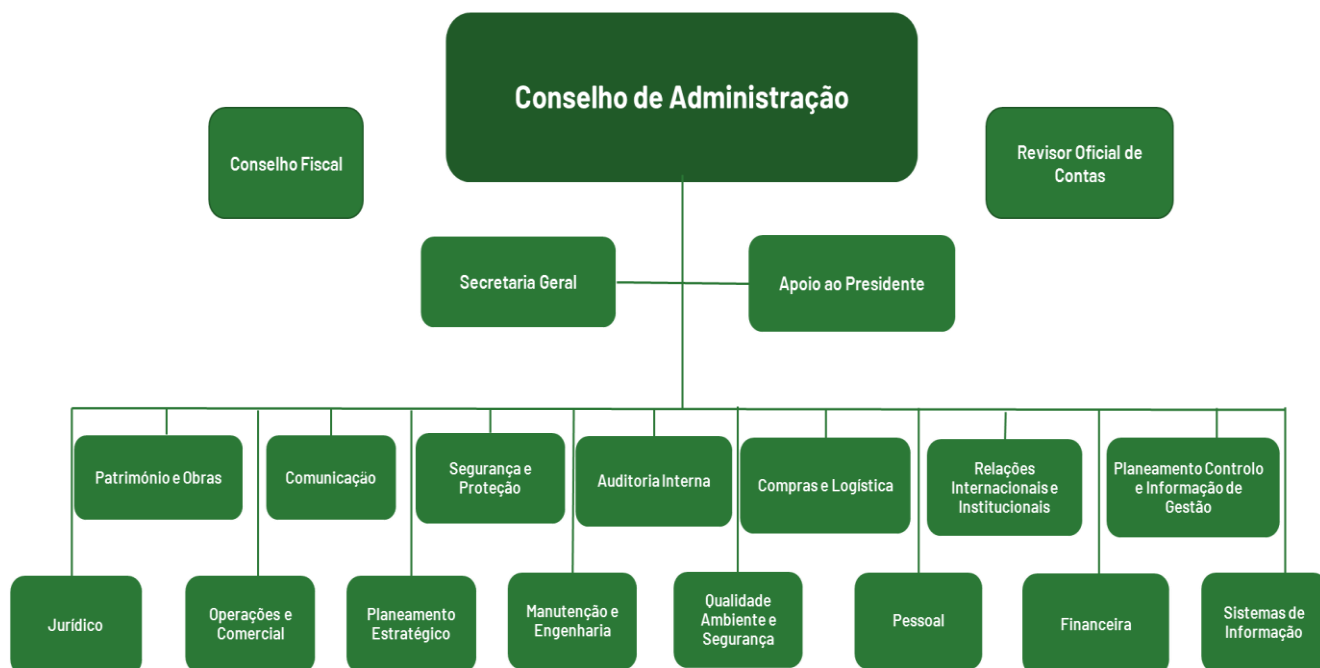 Conselho de Administração
Conselho Fiscal
Revisor Oficial de
Contas
Secretaria Geral
Apoio ao Presidente
Património e Obras
Comunicação
Segurança e
Proteção
Auditoria Interna
Compras e Logística
Relações
Internacionais e
Institucionais
Planeamento Controlo
e Informação de
Gestão
Jurídico
Operações e
Comercial
Planeamento
Estratégico
Manutenção e
Engenharia
Qualidade
Ambiente e
Segurança
Pessoal
Financeira
Sistemas de
Informação